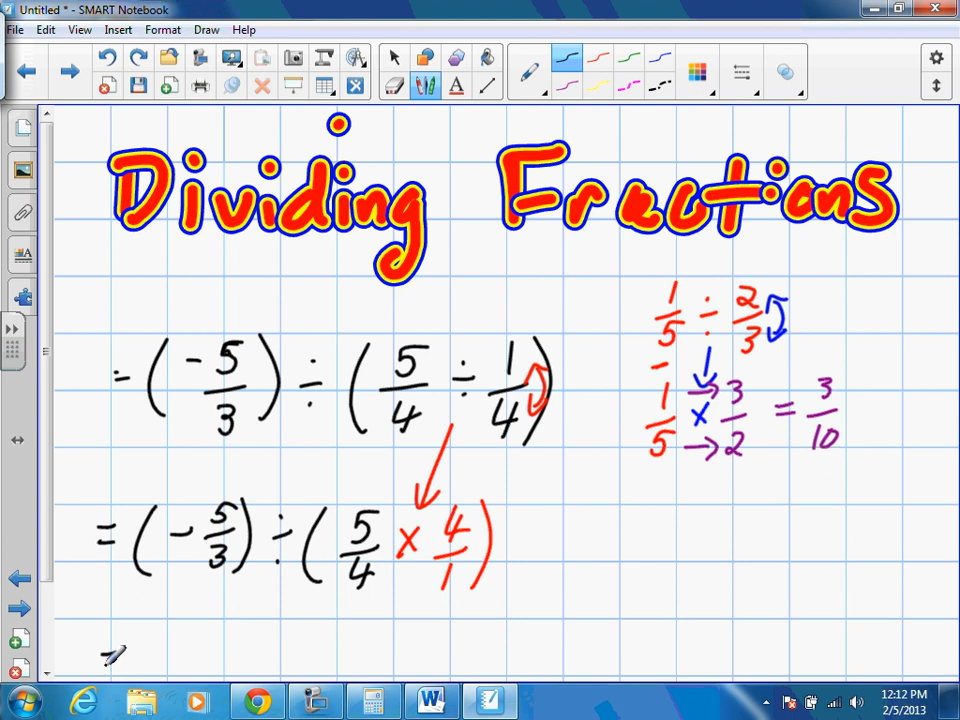 Untitled * - SMART Notebook
File Edit View Insert Format Draw Help
Dividing Fractions
1/5 ÷ 2/3
= (-5/3) ÷ (5/4 ÷ 1/4)
1/5 × 3/2 = 3/10
= (-5/3) ÷ (5/4 × 4/1)
12:12 PM
2/5/2013